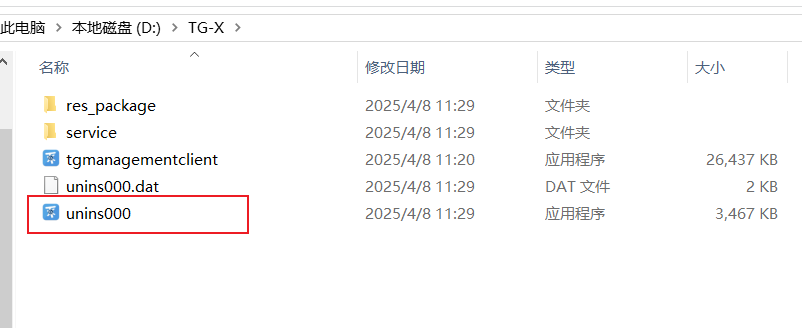 此电脑 > 本地磁盘 (D:) > TG-X >
名称 修改日期 类型 大小
res_package 2025/4/8 11:29 文件夹
service 2025/4/8 11:29 文件夹
tgmanagementclient 2025/4/8 11:20 应用程序 26,437 KB
unins000.dat 2025/4/8 11:29 DAT 文件 2 KB
unins000 2025/4/8 11:29 应用程序 3,467 KB